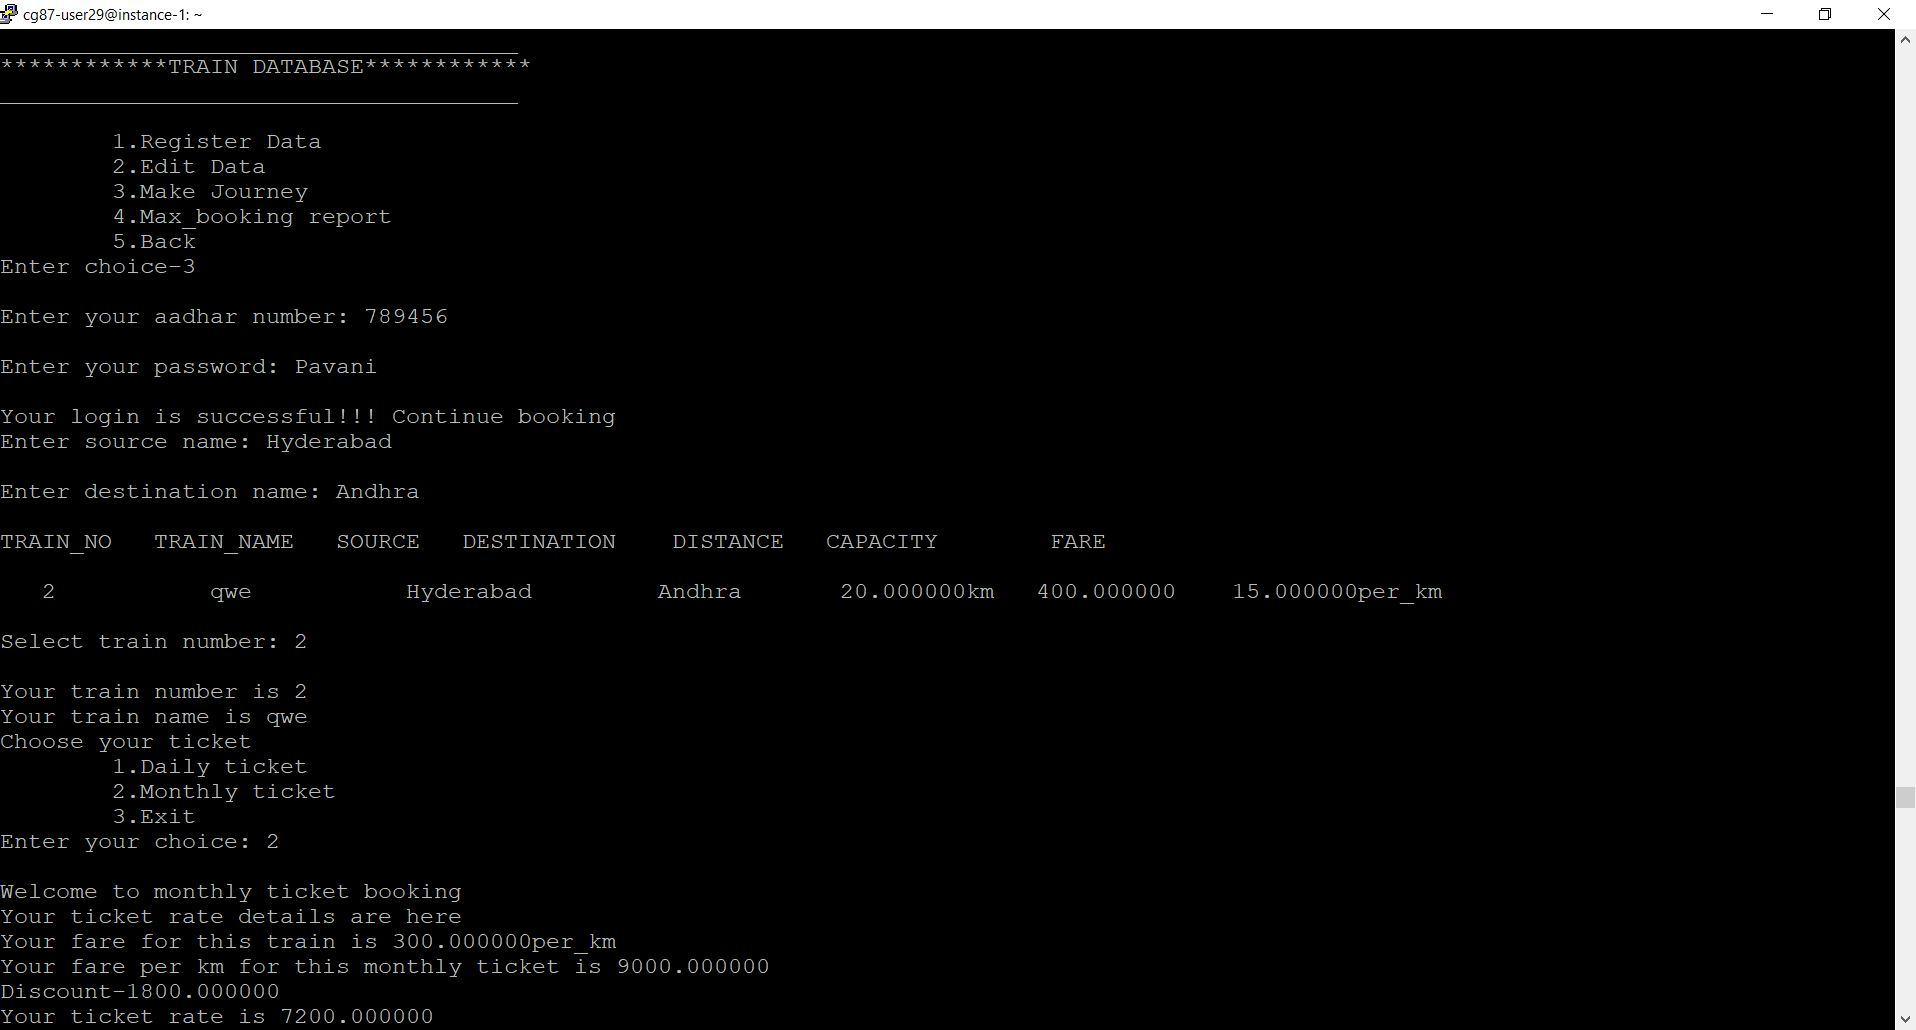 cg87-user29@instance-1: ~
************TRAIN DATABASE************
1.Register Data
2.Edit Data
3.Make Journey
4.Max_booking report
5.Back
Enter choice-3
Enter your aadhar number: 789456
Enter your password: Pavani
Your login is successful!!! Continue booking
Enter source name: Hyderabad
Enter destination name: Andhra
TRAIN_NO   TRAIN_NAME   SOURCE   DESTINATION    DISTANCE   CAPACITY        FARE
2           qwe           Hyderabad         Andhra       20.000000km   400.000000    15.000000per_km
Select train number: 2
Your train number is 2
Your train name is qwe
Choose your ticket
1.Daily ticket
2.Monthly ticket
3.Exit
Enter your choice: 2
Welcome to monthly ticket booking
Your ticket rate details are here
Your fare for this train is 300.000000per_km
Your fare per km for this monthly ticket is 9000.000000
Discount-1800.000000
Your ticket rate is 7200.000000